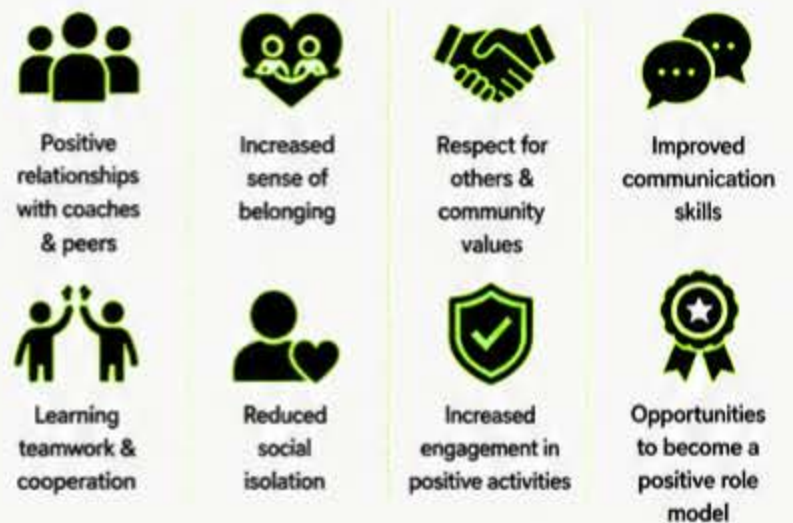 Positive
relationships
with coaches
& peers
Increased
sense of
belonging
Respect for
others &
community
values
Improved
communication
skills
Learning
teamwork &
cooperation
Reduced
social
isolation
Increased
engagement in
positive activities
Opportunities
to become a
positive role
model